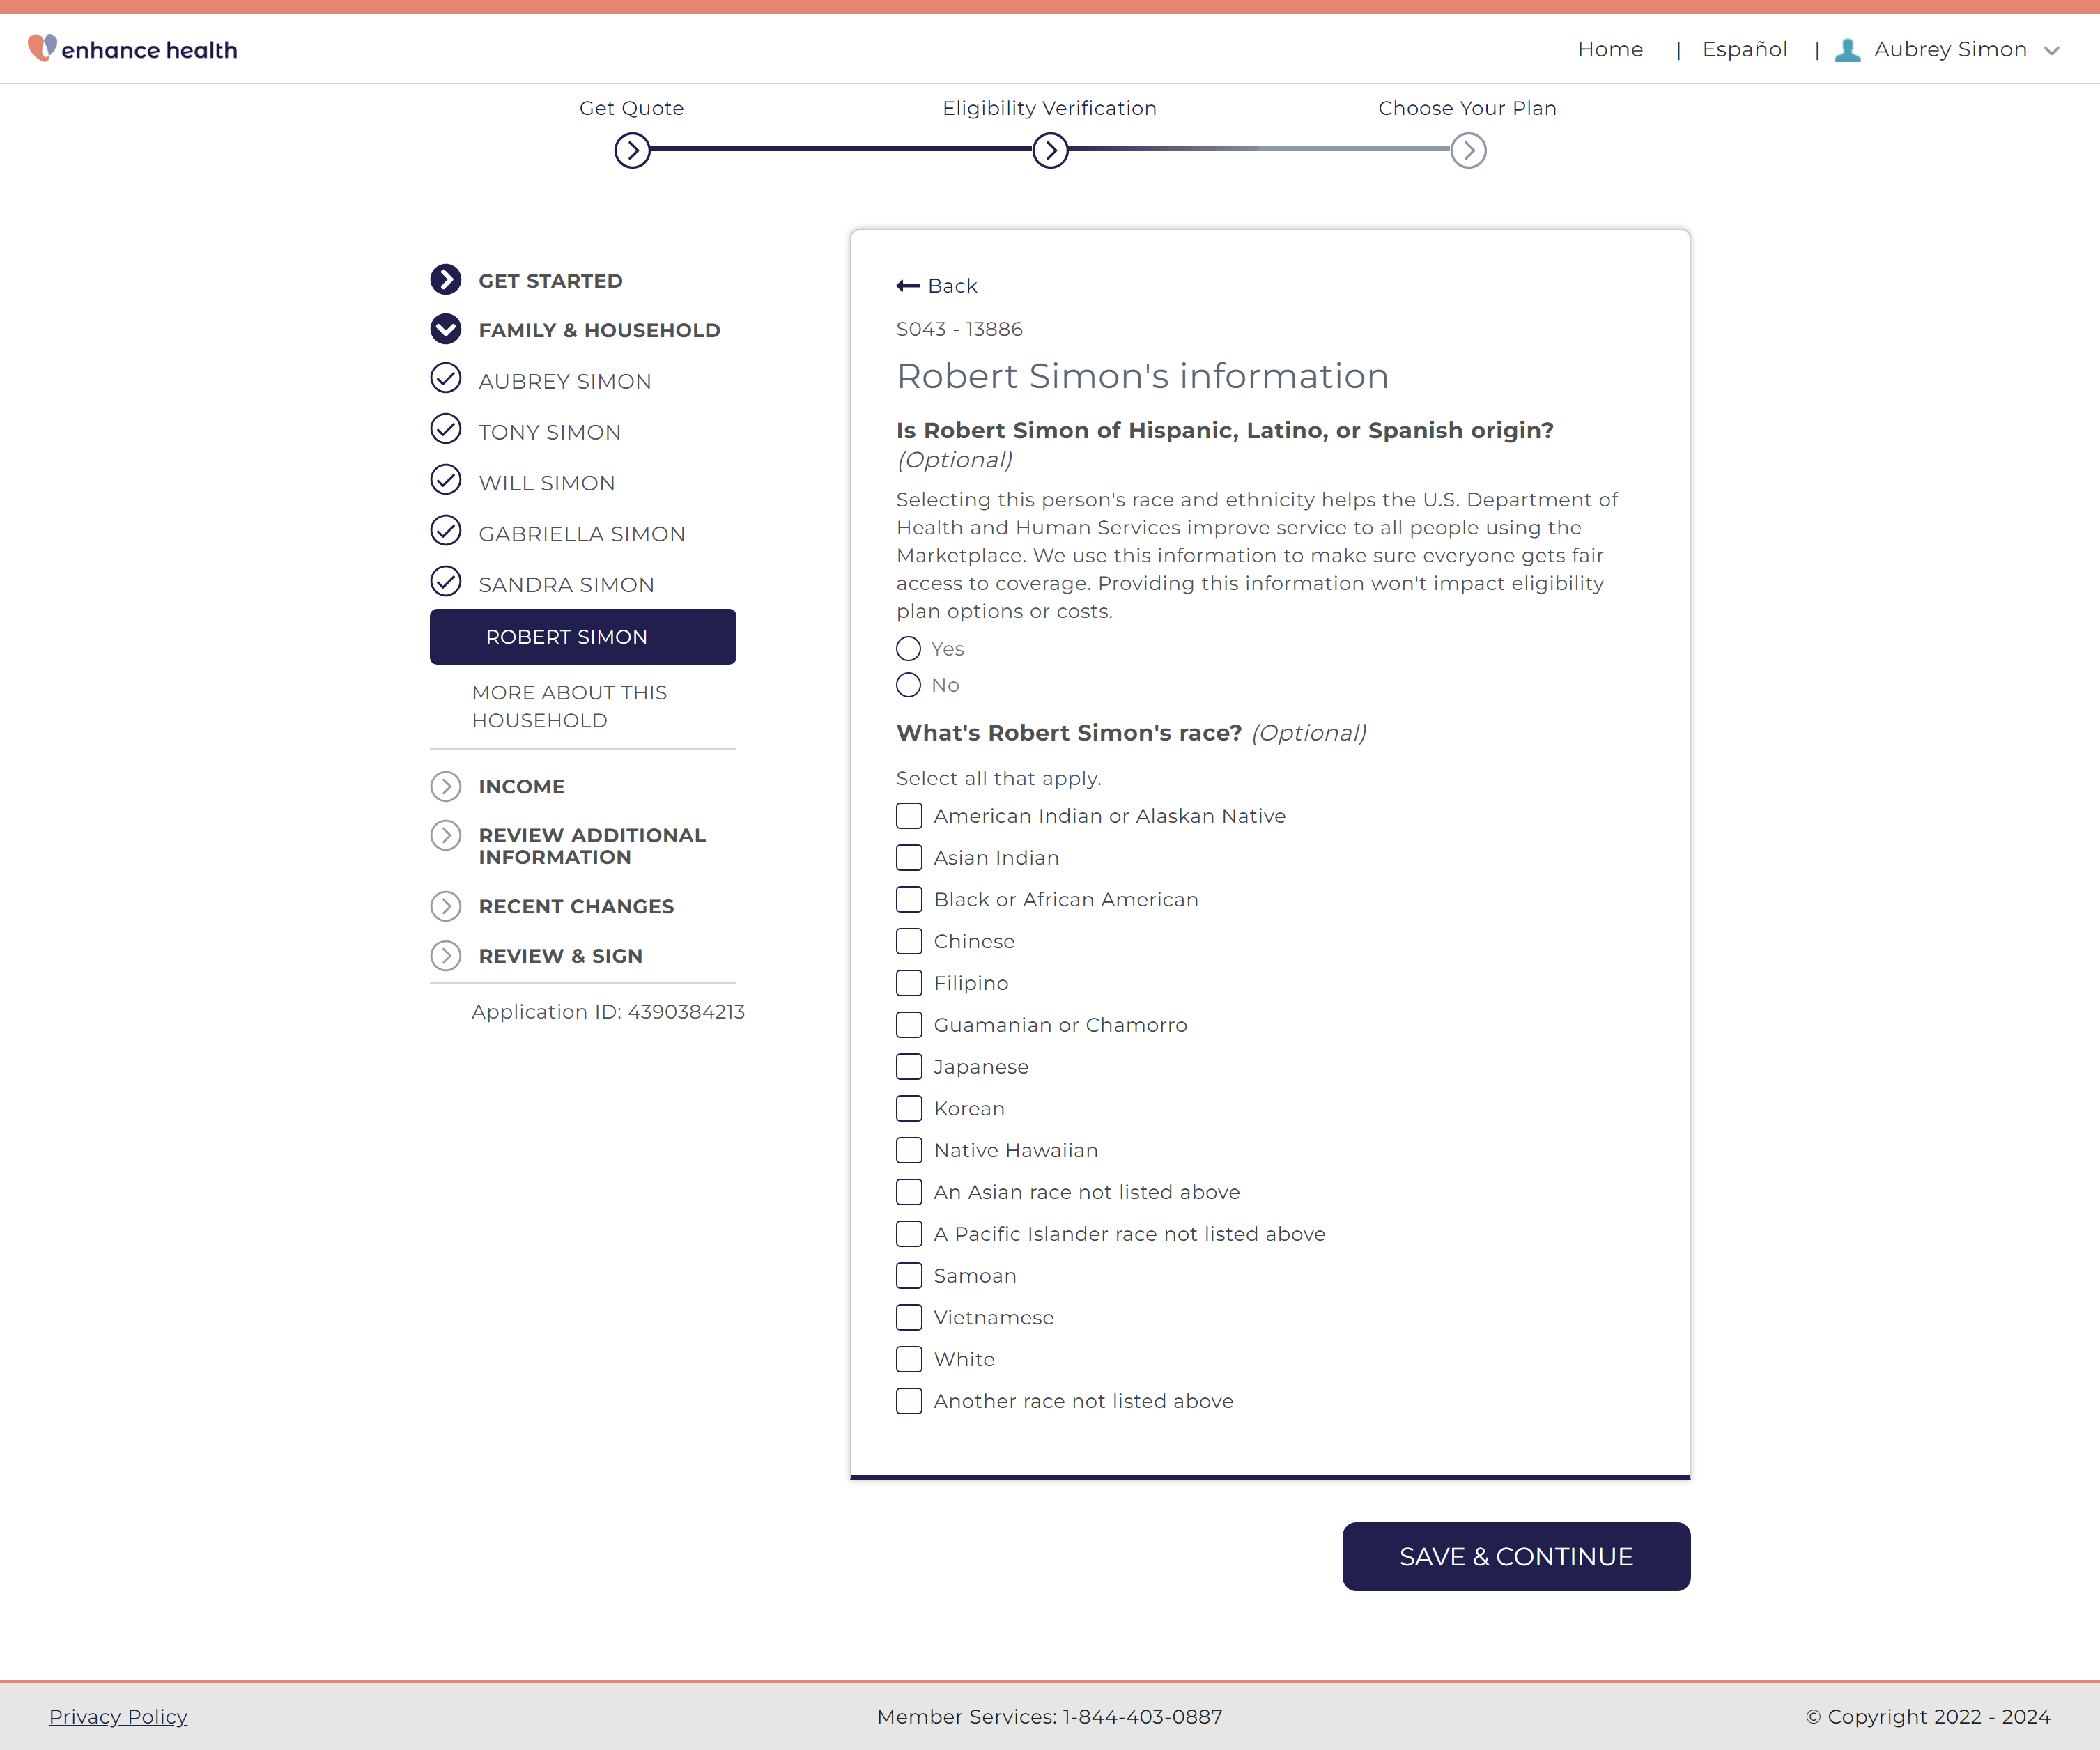 enhance health
Home | Español | Aubrey Simon
Get Quote
Eligibility Verification
Choose Your Plan
GET STARTED
FAMILY & HOUSEHOLD
AUBREY SIMON
TONY SIMON
WILL SIMON
GABRIELLA SIMON
SANDRA SIMON
ROBERT SIMON
MORE ABOUT THIS
HOUSEHOLD
INCOME
REVIEW ADDITIONAL
INFORMATION
RECENT CHANGES
REVIEW & SIGN
Application ID: 4390384213
Back
S043 - 13886
Robert Simon's information
Is Robert Simon of Hispanic, Latino, or Spanish origin?
(Optional)
Selecting this person's race and ethnicity helps the U.S. Department of
Health and Human Services improve service to all people using the
Marketplace. We use this information to make sure everyone gets fair
access to coverage. Providing this information won't impact eligibility
plan options or costs.
Yes
No
What's Robert Simon's race? (Optional)
Select all that apply.
American Indian or Alaskan Native
Asian Indian
Black or African American
Chinese
Filipino
Guamanian or Chamorro
Japanese
Korean
Native Hawaiian
An Asian race not listed above
A Pacific Islander race not listed above
Samoan
Vietnamese
White
Another race not listed above
SAVE & CONTINUE
Privacy Policy
Member Services: 1-844-403-0887
© Copyright 2022 - 2024